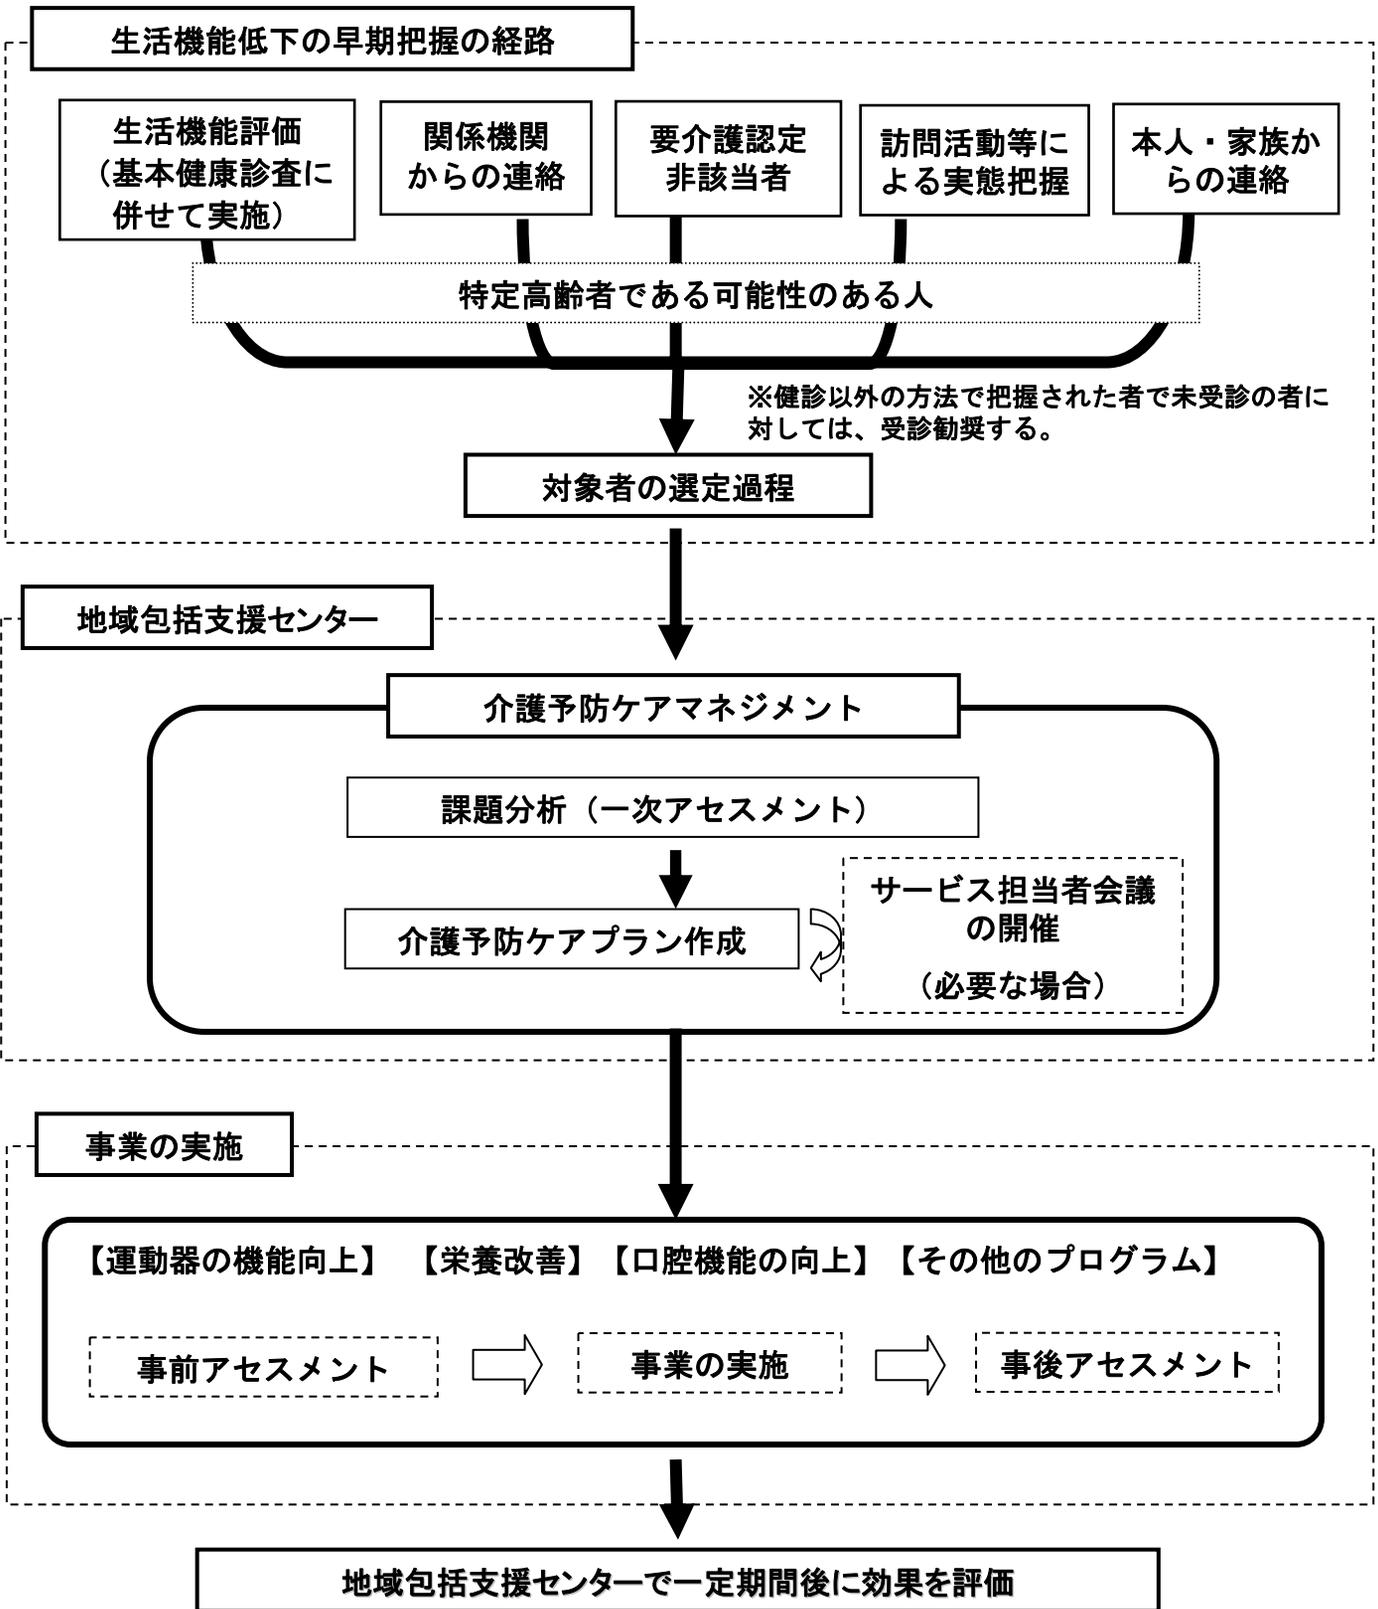 生活機能低下の早期把握の経路
生活機能評価
（基本健康診査に
併せて実施）
関係機関
からの連絡
要介護認定
非該当者
訪問活動等に
よる実態把握
本人・家族か
らの連絡
特定高齢者である可能性のある人
※健診以外の方法で把握された者で未受診の者に
対しては、受診勧奨する。
対象者の選定過程
地域包括支援センター
介護予防ケアマネジメント
課題分析（一次アセスメント）
介護予防ケアプラン作成
サービス担当者会議
の開催
（必要な場合）
事業の実施
【運動器の機能向上】 【栄養改善】 【口腔機能の向上】 【その他のプログラム】
事前アセスメント
事業の実施
事後アセスメント
地域包括支援センターで一定期間後に効果を評価